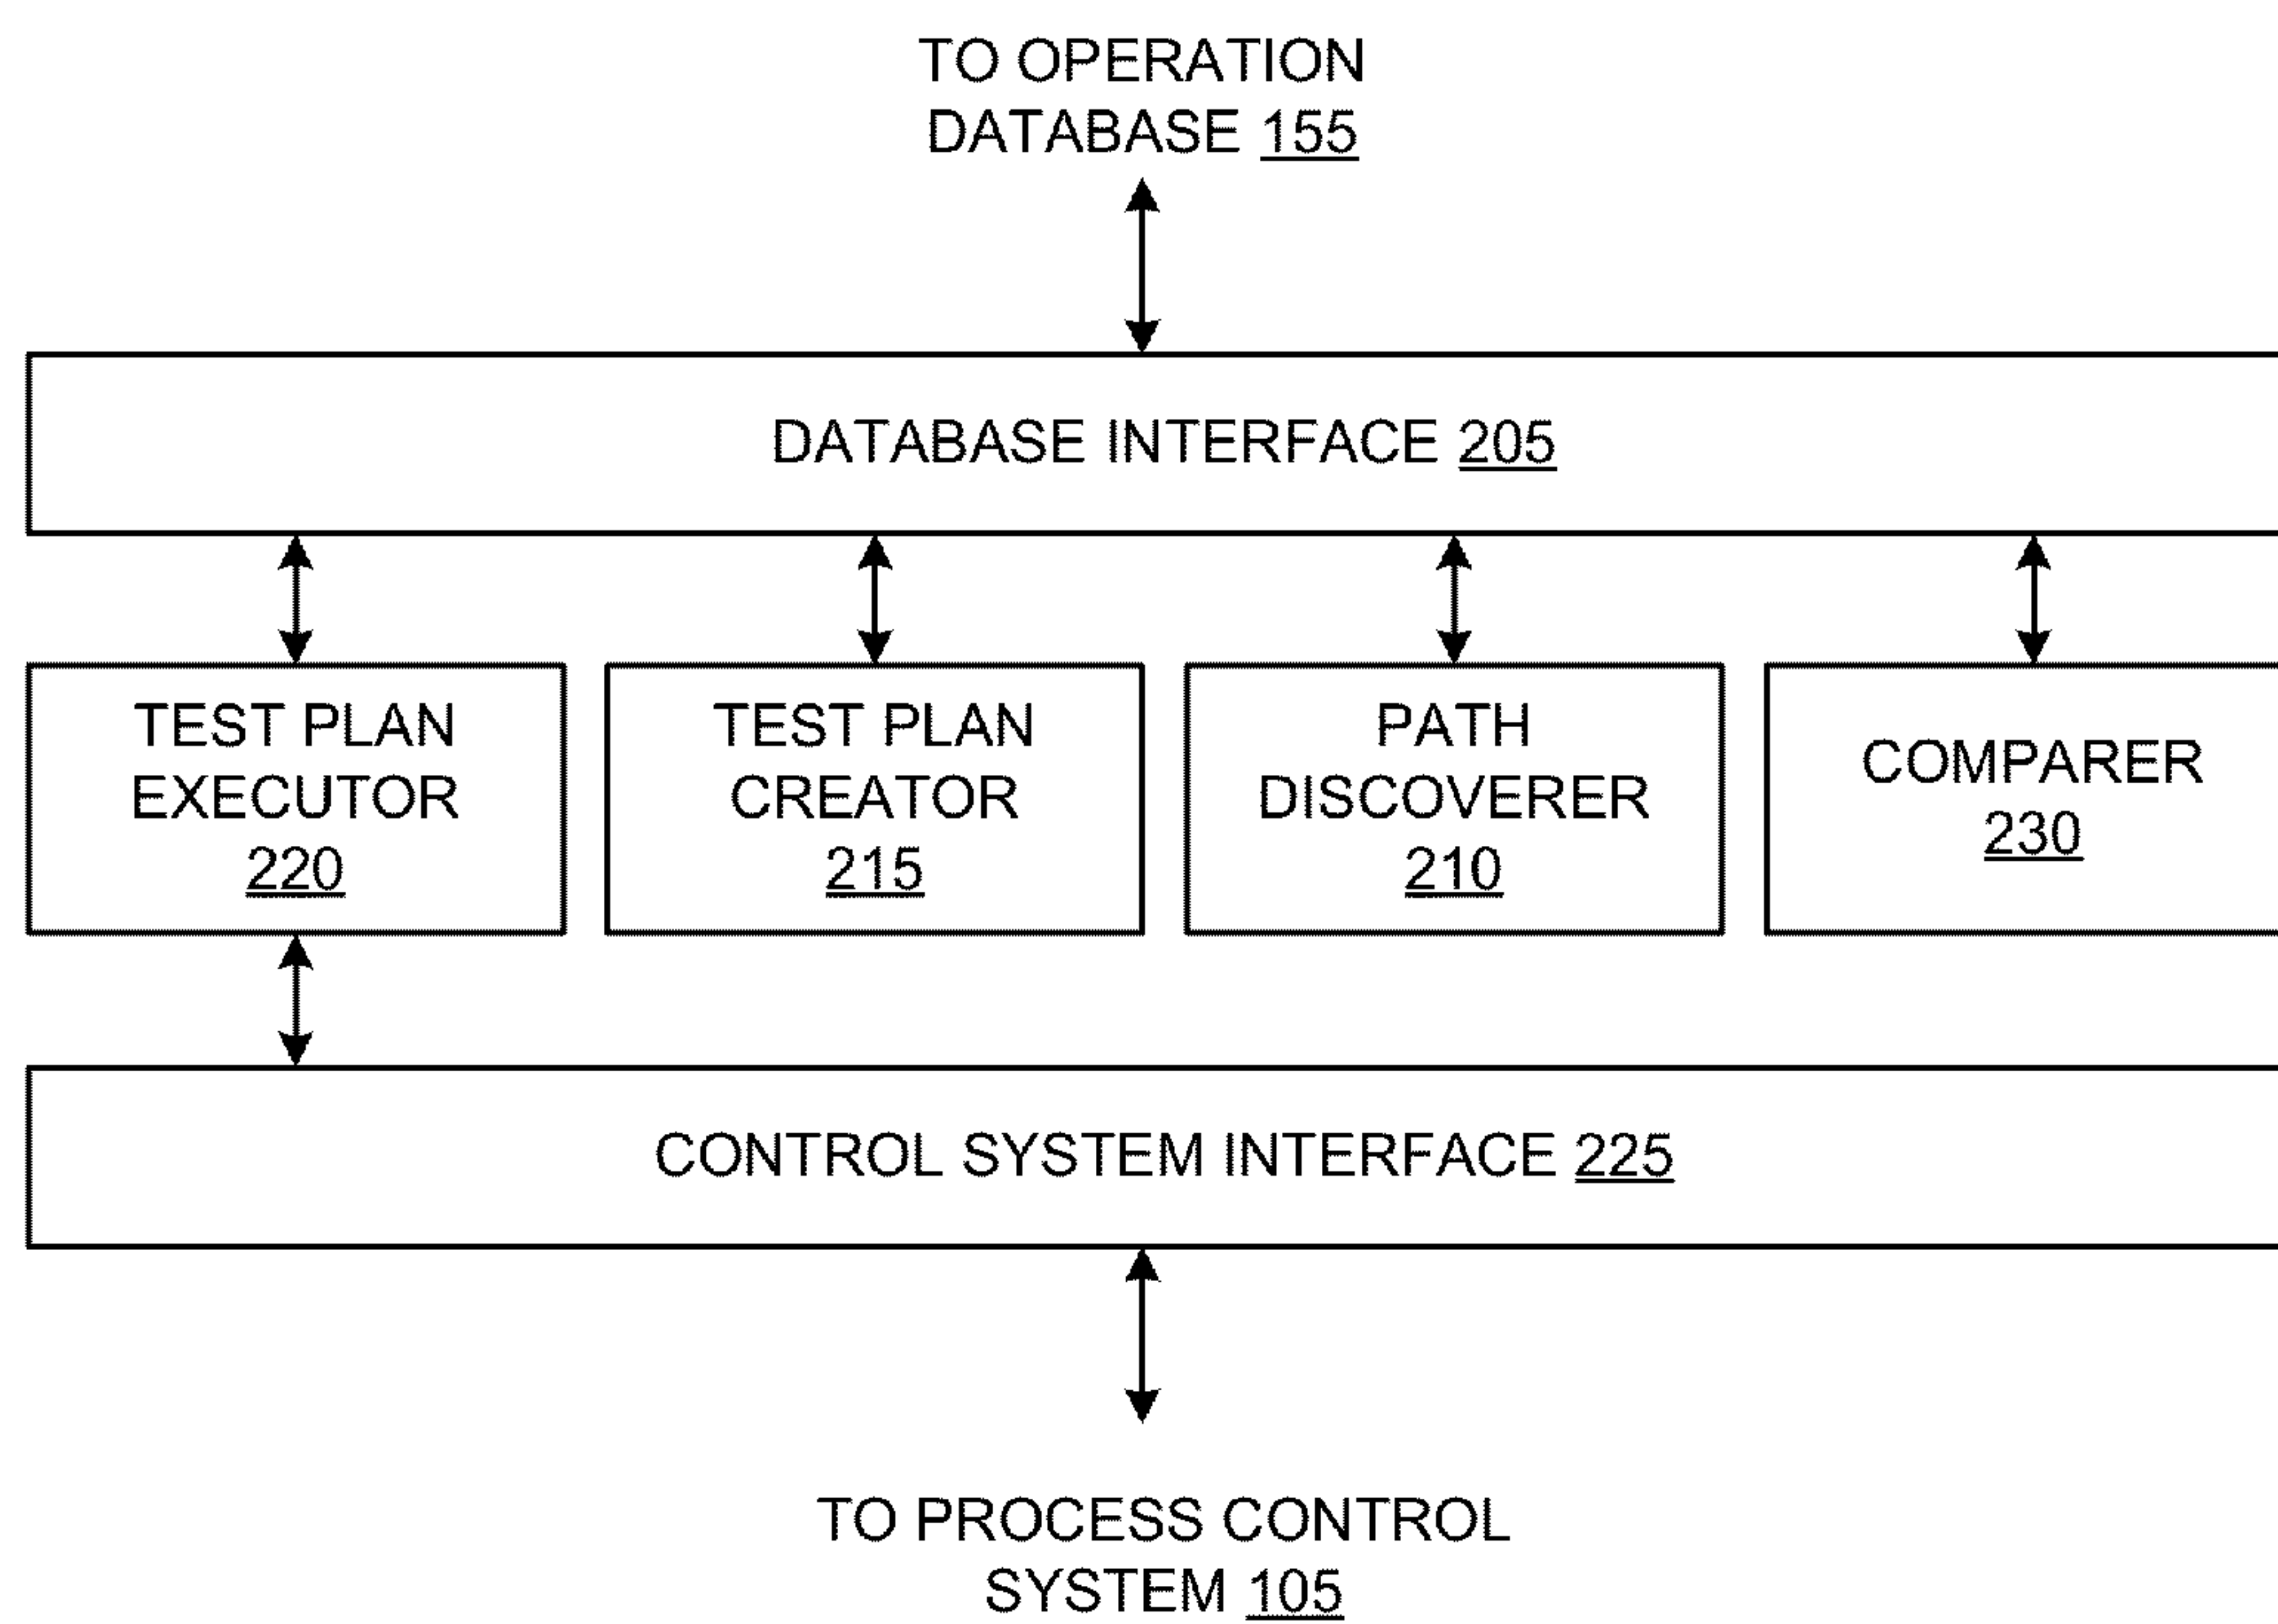 TO OPERATION
DATABASE 155
DATABASE INTERFACE 205
TEST PLAN
EXECUTOR
220
TEST PLAN
CREATOR
215
PATH
DISCOVERER
210
COMPARER
230
CONTROL SYSTEM INTERFACE 225
TO PROCESS CONTROL
SYSTEM 105